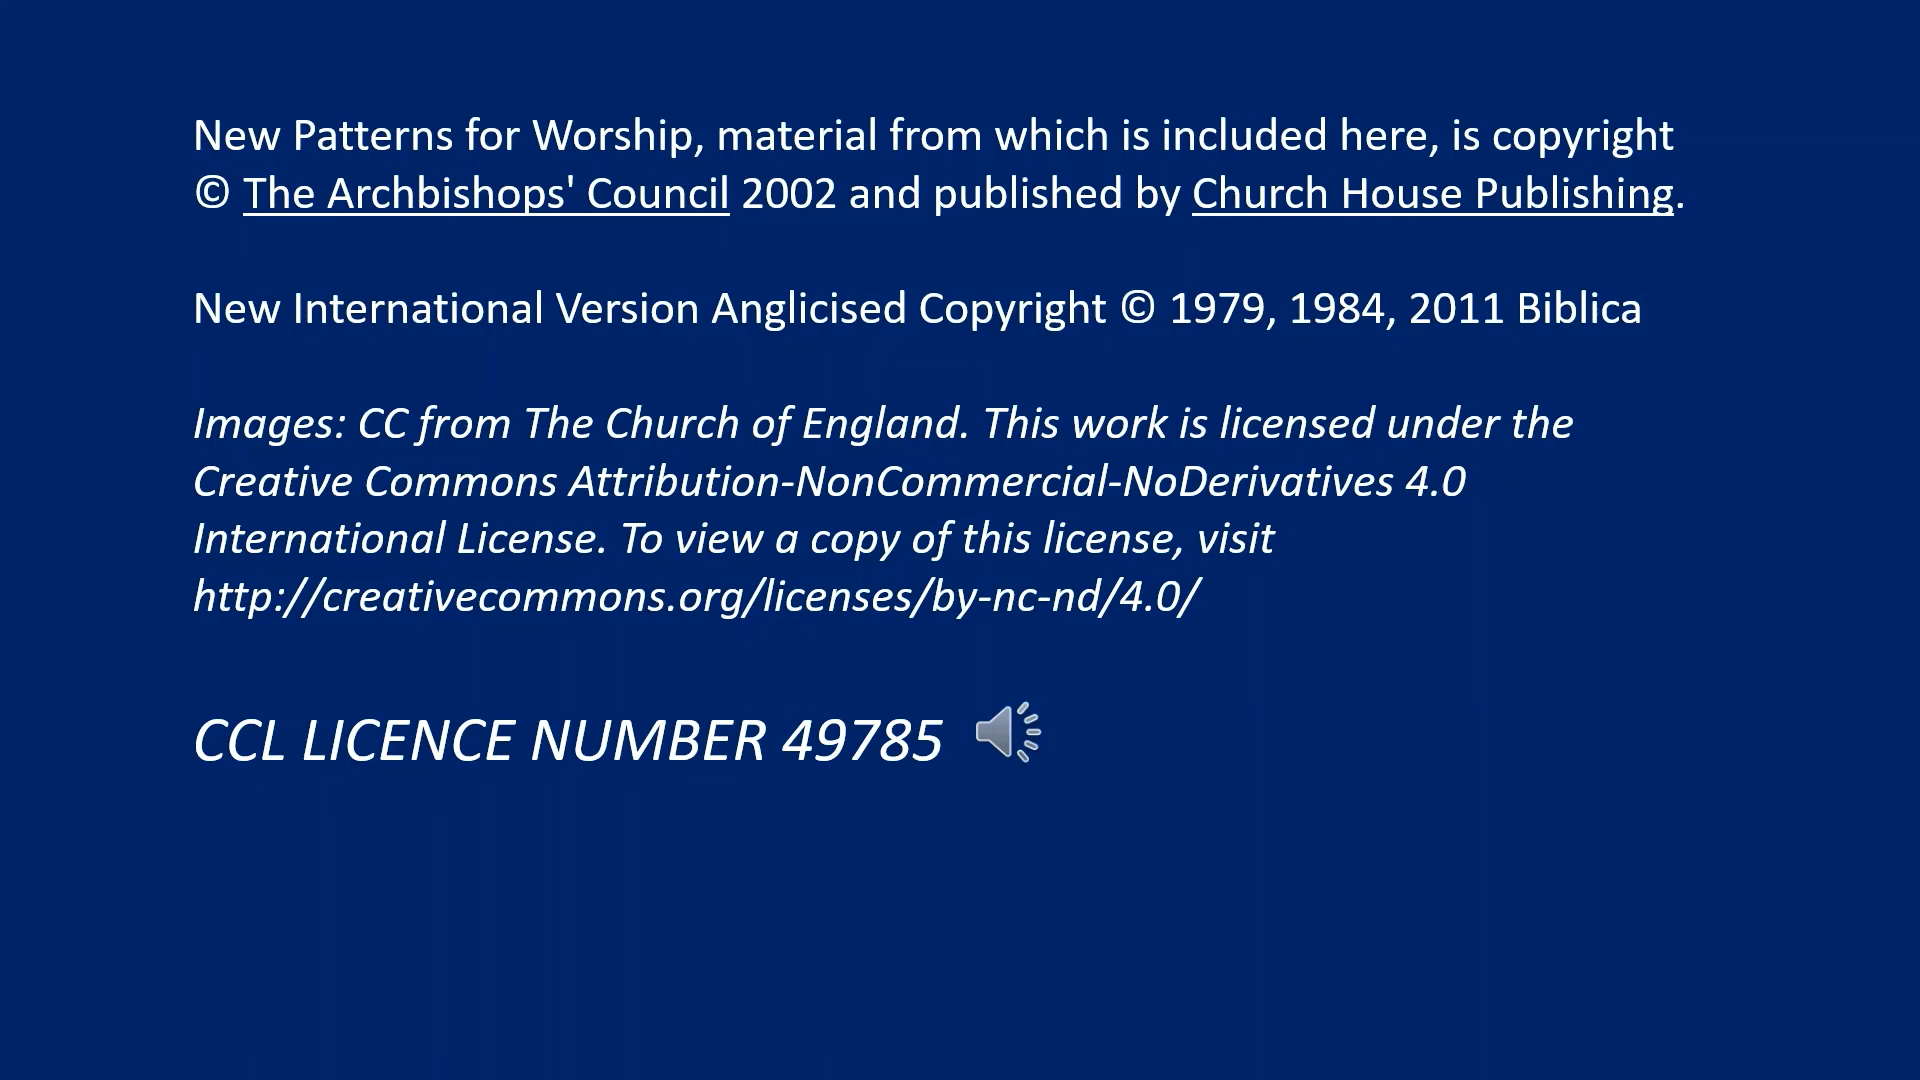 New Patterns for Worship, material from which is included here, is copyright
© The Archbishops' Council 2002 and published by Church House Publishing.
New International Version Anglicised Copyright © 1979, 1984, 2011 Biblica
Images: CC from The Church of England. This work is licensed under the
Creative Commons Attribution-NonCommercial-NoDerivatives 4.0
International License. To view a copy of this license, visit
http://creativecommons.org/licenses/by-nc-nd/4.0/
CCL LICENCE NUMBER 49785